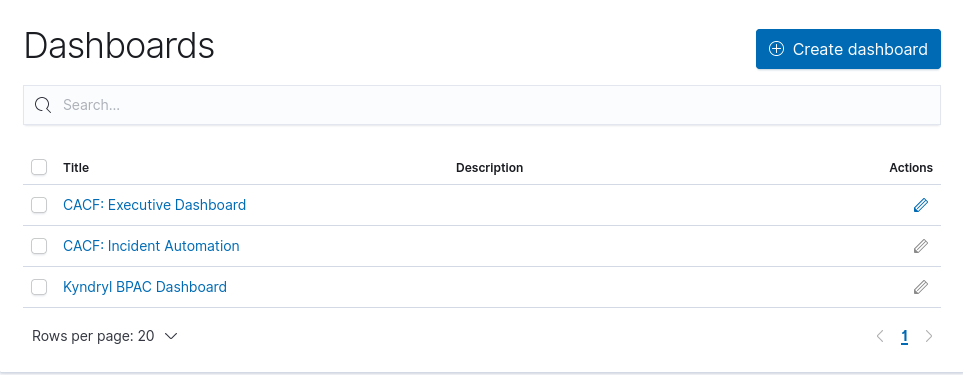 Dashboards
Create dashboard
Search...
Title Description Actions
CACF: Executive Dashboard
CACF: Incident Automation
Kyndryl BPAC Dashboard
Rows per page: 20 1